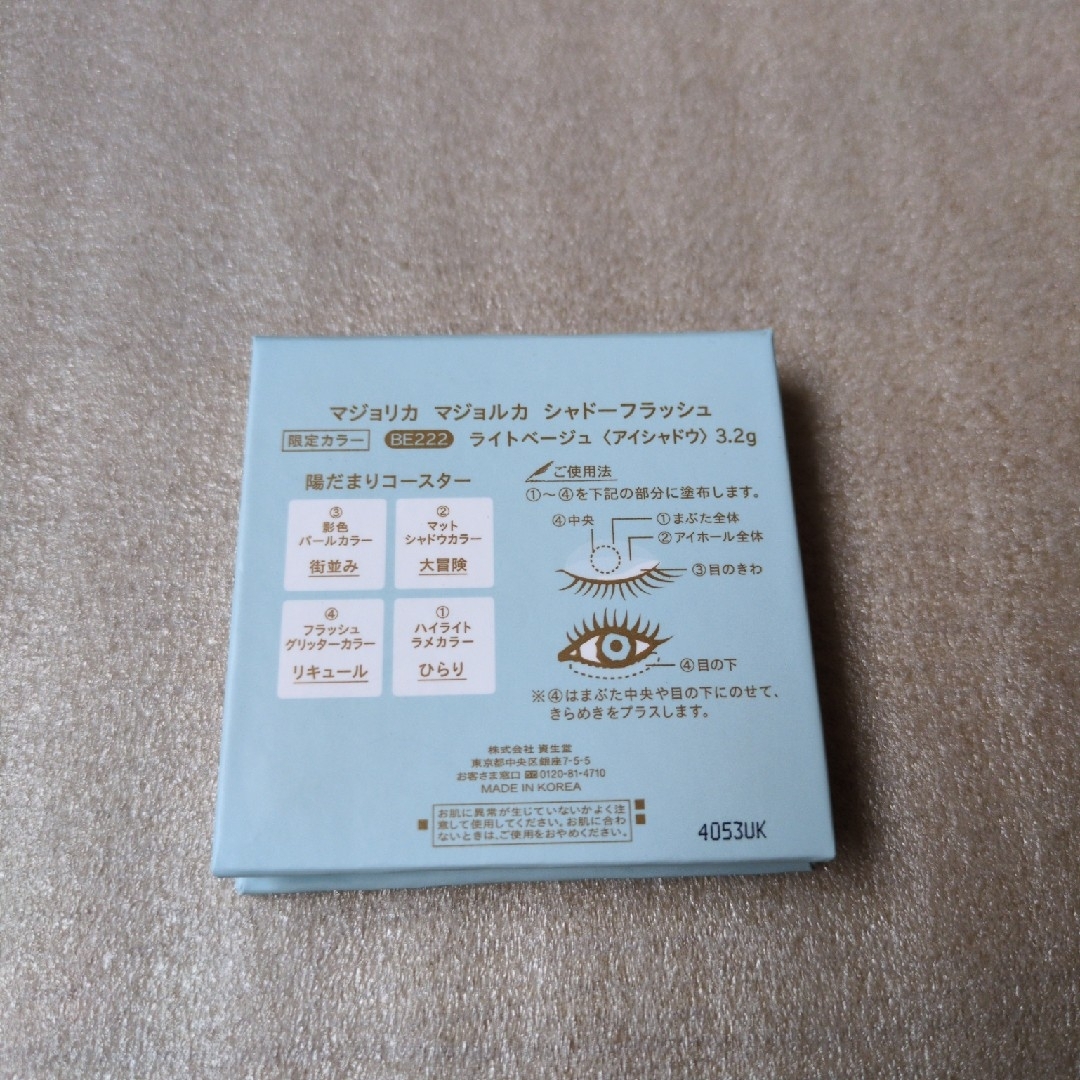 マジョリカ マジョルカ シャドーフラッシュ
限定カラー BE222 ライトベージュ〈アイシャドウ〉3.2g
陽だまりコースター
③
影色
パールカラー
街並み
②
マット
シャドウカラー
大冒険
④
フラッシュ
グリッターカラー
リキュール
①
ハイライト
ラメカラー
ひらり
ご使用法
①～④を下記の部分に塗布します。
④中央
①まぶた全体
②アイホール全体
③目のきわ
④目の下
※④はまぶた中央や目の下にのせて、
きらめきをプラスします。
株式会社 資生堂
東京都中央区銀座7-5-5
お客さま窓口 0120-81-4710
MADE IN KOREA
お肌に異常が生じていないかよく注
意して使用してください。お肌に合わ
ないときは、ご使用をおやめください。
4053UK